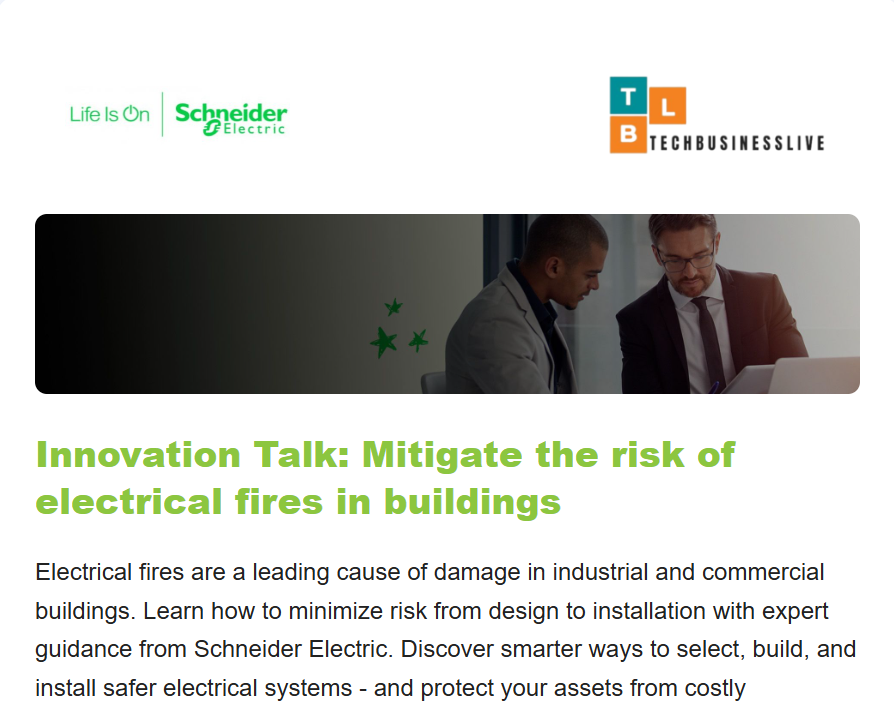 Life Is On
Schneider
Electric
T
L
B
TECHBUSINESSLIVE
Innovation Talk: Mitigate the risk of
electrical fires in buildings
Electrical fires are a leading cause of damage in industrial and commercial
buildings. Learn how to minimize risk from design to installation with expert
guidance from Schneider Electric. Discover smarter ways to select, build, and
install safer electrical systems - and protect your assets from costly